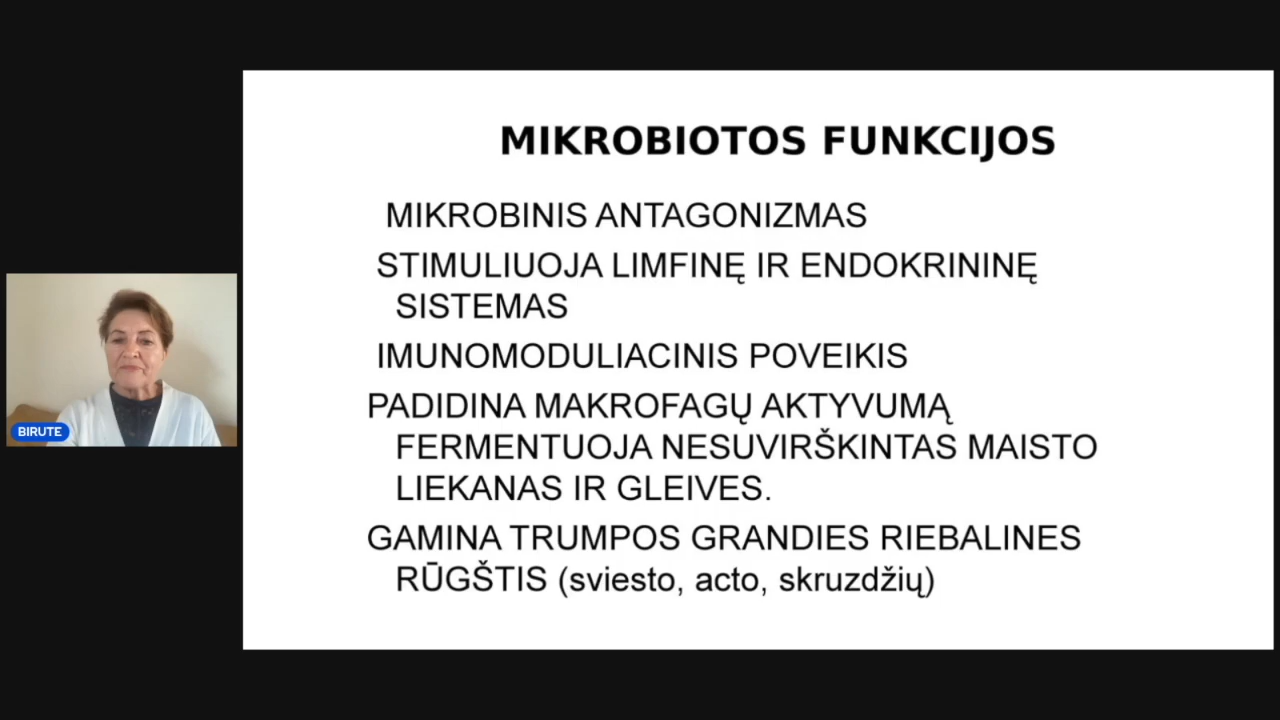 MIKROBIOTOS FUNKCIJOS
MIKROBINIS ANTAGONIZMAS
STIMULIUOJA LIMFINĘ IR ENDOKRININĘ
SISTEMAS
IMUNOMODULIACINIS POVEIKIS
PADIDINA MAKROFAGŲ AKTYVUMĄ
FERMENTUOJA NESUVIRŠKINTAS MAISTO
LIEKANAS IR GLEIVES.
GAMINA TRUMPOS GRANDIES RIEBALINES
RŪGŠTIS (sviesto, acto, skruzdžių)
BIRUTE